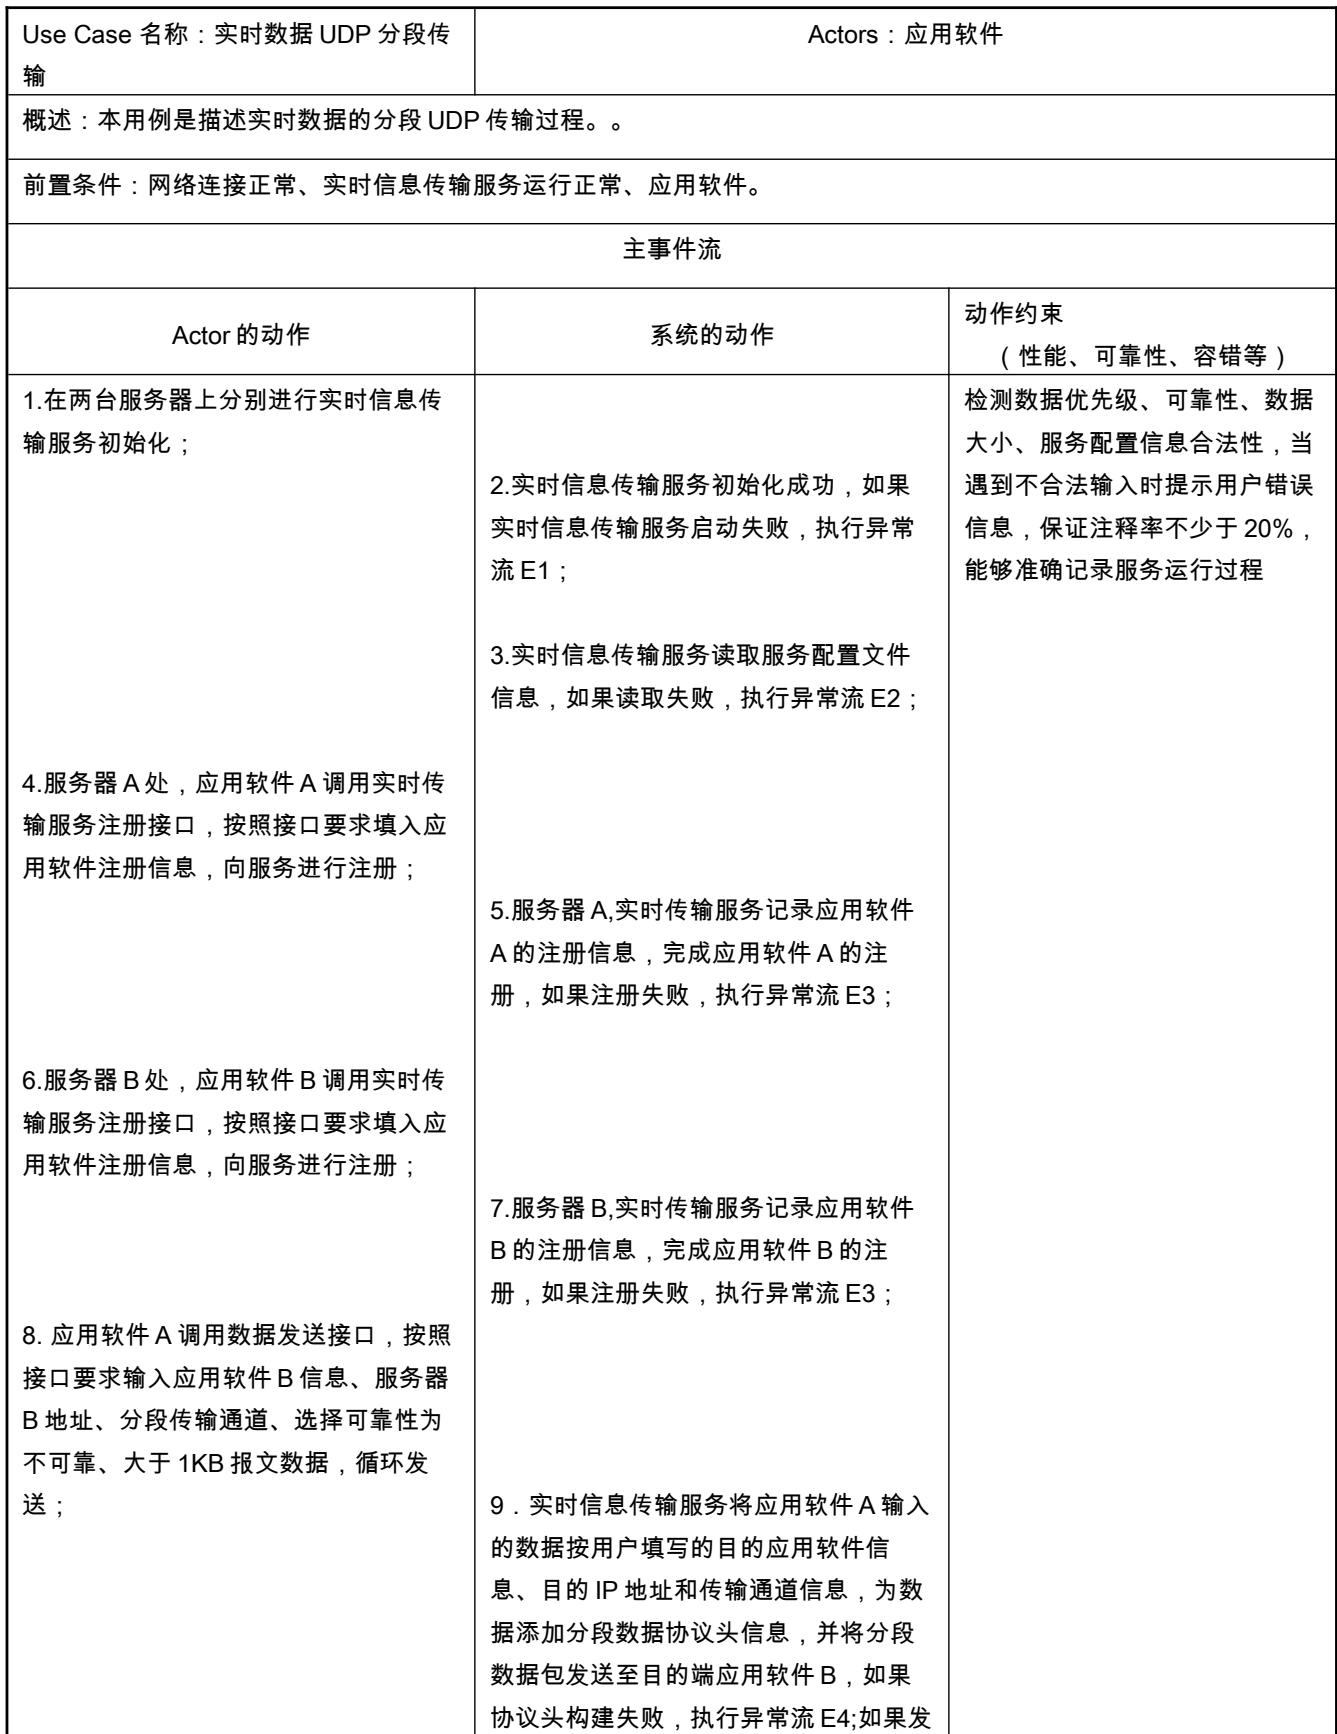 Use Case 名称：实时数据 UDP 分段传
输
Actors：应用软件
概述：本用例是描述实时数据的分段 UDP 传输过程。。
前置条件：网络连接正常、实时信息传输服务运行正常、应用软件。
主事件流
Actor 的动作
系统的动作
动作约束
（性能、可靠性、容错等）
1.在两台服务器上分别进行实时信息传
输服务初始化；
检测数据优先级、可靠性、数据
大小、服务配置信息合法性，当
遇到不合法输入时提示用户错误
信息，保证注释率不少于 20%，
能够准确记录服务运行过程
2.实时信息传输服务初始化成功，如果
实时信息传输服务启动失败，执行异常
流 E1；
3.实时信息传输服务读取服务配置文件
信息，如果读取失败，执行异常流 E2；
4.服务器 A 处，应用软件 A 调用实时传
输服务注册接口，按照接口要求填入应
用软件注册信息，向服务进行注册；
5.服务器 A,实时传输服务记录应用软件
A 的注册信息，完成应用软件 A 的注
册，如果注册失败，执行异常流 E3；
6.服务器 B 处，应用软件 B 调用实时传
输服务注册接口，按照接口要求填入应
用软件注册信息，向服务进行注册；
7.服务器 B,实时传输服务记录应用软件
B 的注册信息，完成应用软件 B 的注
册，如果注册失败，执行异常流 E3；
8. 应用软件 A 调用数据发送接口，按照
接口要求输入应用软件 B 信息、服务器
B 地址、分段传输通道、选择可靠性为
不可靠、大于 1KB 报文数据，循环发
送；
9．实时信息传输服务将应用软件 A 输入
的数据按用户填写的目的应用软件信
息、目的 IP 地址和传输通道信息，为数
据添加分段数据协议头信息，并将分段
数据包发送至目的端应用软件 B，如果
协议头构建失败，执行异常流 E4;如果发